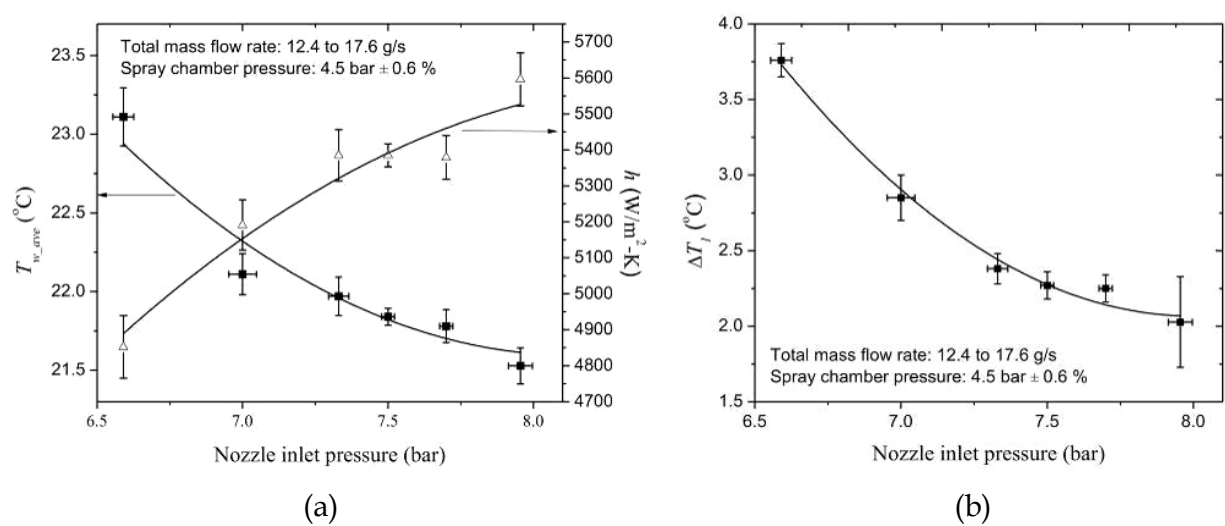 Total mass flow rate: 12.4 to 17.6 g/s
Spray chamber pressure: 4.5 bar ± 0.6 %
23.5
23.0
22.5
22.0
21.5
T_w_ave (°C)
5700
5600
5500
5400
5300
5200
5100
5000
4900
4800
4700
h (W/m²-K)
6.5 7.0 7.5 8.0
Nozzle inlet pressure (bar)
(a)
4.0
3.5
3.0
2.5
2.0
1.5
ΔT_l (°C)
Total mass flow rate: 12.4 to 17.6 g/s
Spray chamber pressure: 4.5 bar ± 0.6 %
6.5 7.0 7.5 8.0
Nozzle inlet pressure (bar)
(b)